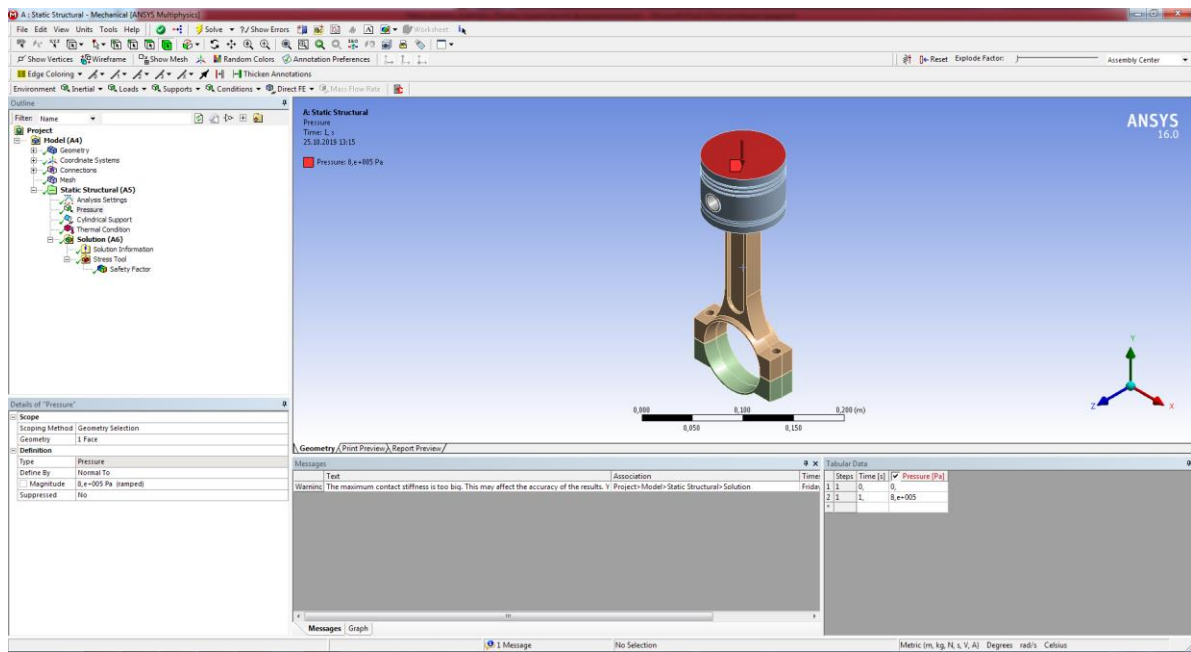 A : Static Structural - Mechanical [ANSYS Multiphysics]
File Edit View Units Tools Help Solve ?/ Show Errors Worksheet
Show Vertices Wireframe Show Mesh Random Colors Annotation Preferences Reset Explode Factor: Assembly Center
Edge Coloring Thicken Annotations
Environment Inertial Loads Supports Conditions Direct FE Mass Flow Rate
Outline
Filter: Name
Project
Model (A4)
Geometry
Coordinate Systems
Connections
Mesh
Static Structural (A5)
Analysis Settings
Pressure
Cylindrical Support
Thermal Condition
Solution (A6)
Solution Information
Stress Tool
Safety Factor
A: Static Structural
Pressure
Time: 1, s
25.10.2019 13:15
Pressure: 8,e+005 Pa
ANSYS
16.0
Y
Z
X
0,000 0,100 0,200 (m)
0,050 0,150
Geometry Print Preview Report Preview
Details of "Pressure"
Scope
Scoping Method Geometry Selection
Geometry 1 Face
Definition
Type Pressure
Define By Normal To
Magnitude 8,e+005 Pa (ramped)
Suppressed No
Messages
Text Association Time
Warning The maximum contact stiffness is too big. This may affect the accuracy of the results. Y Project>Model>Static Structural>Solution Friday
Messages Graph
Tabular Data
Steps Time [s] Pressure [Pa]
1 1 0, 0,
2 1 1, 8,e+005
*
1 Message No Selection Metric (m, kg, N, s, V, A) Degrees rad/s Celsius